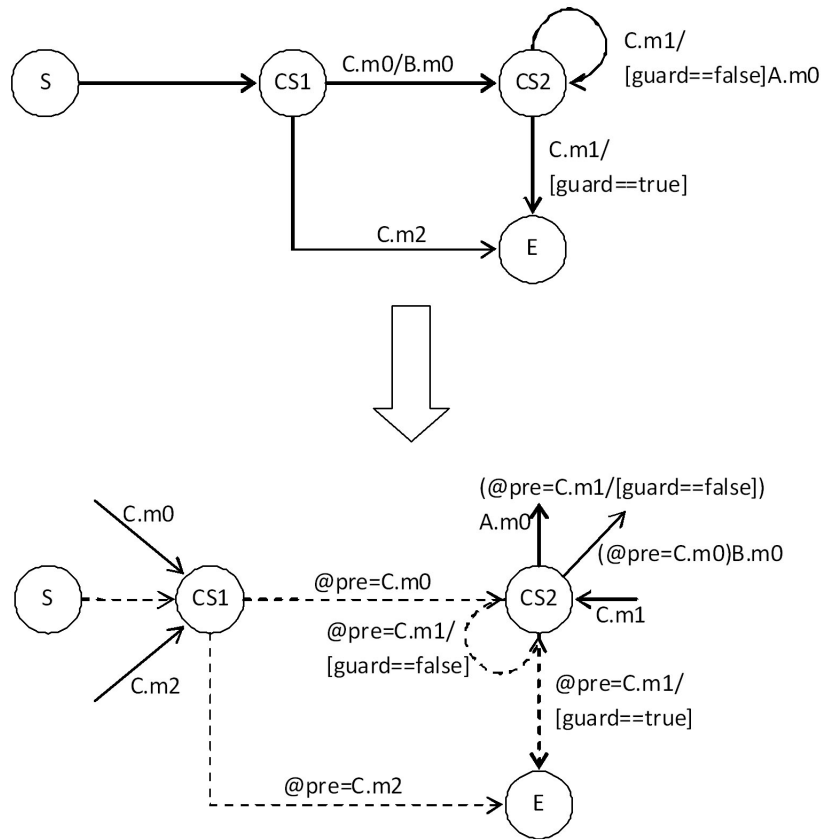 S
CS1
C.m0/B.m0
CS2
C.m1/
[guard==false]A.m0
C.m1/
[guard==true]
C.m2
E
(@pre=C.m1/[guard==false])
A.m0
C.m0
(@pre=C.m0)B.m0
S
CS1
@pre=C.m0
CS2
C.m1
@pre=C.m1/
[guard==false]
C.m2
@pre=C.m1/
[guard==true]
@pre=C.m2
E